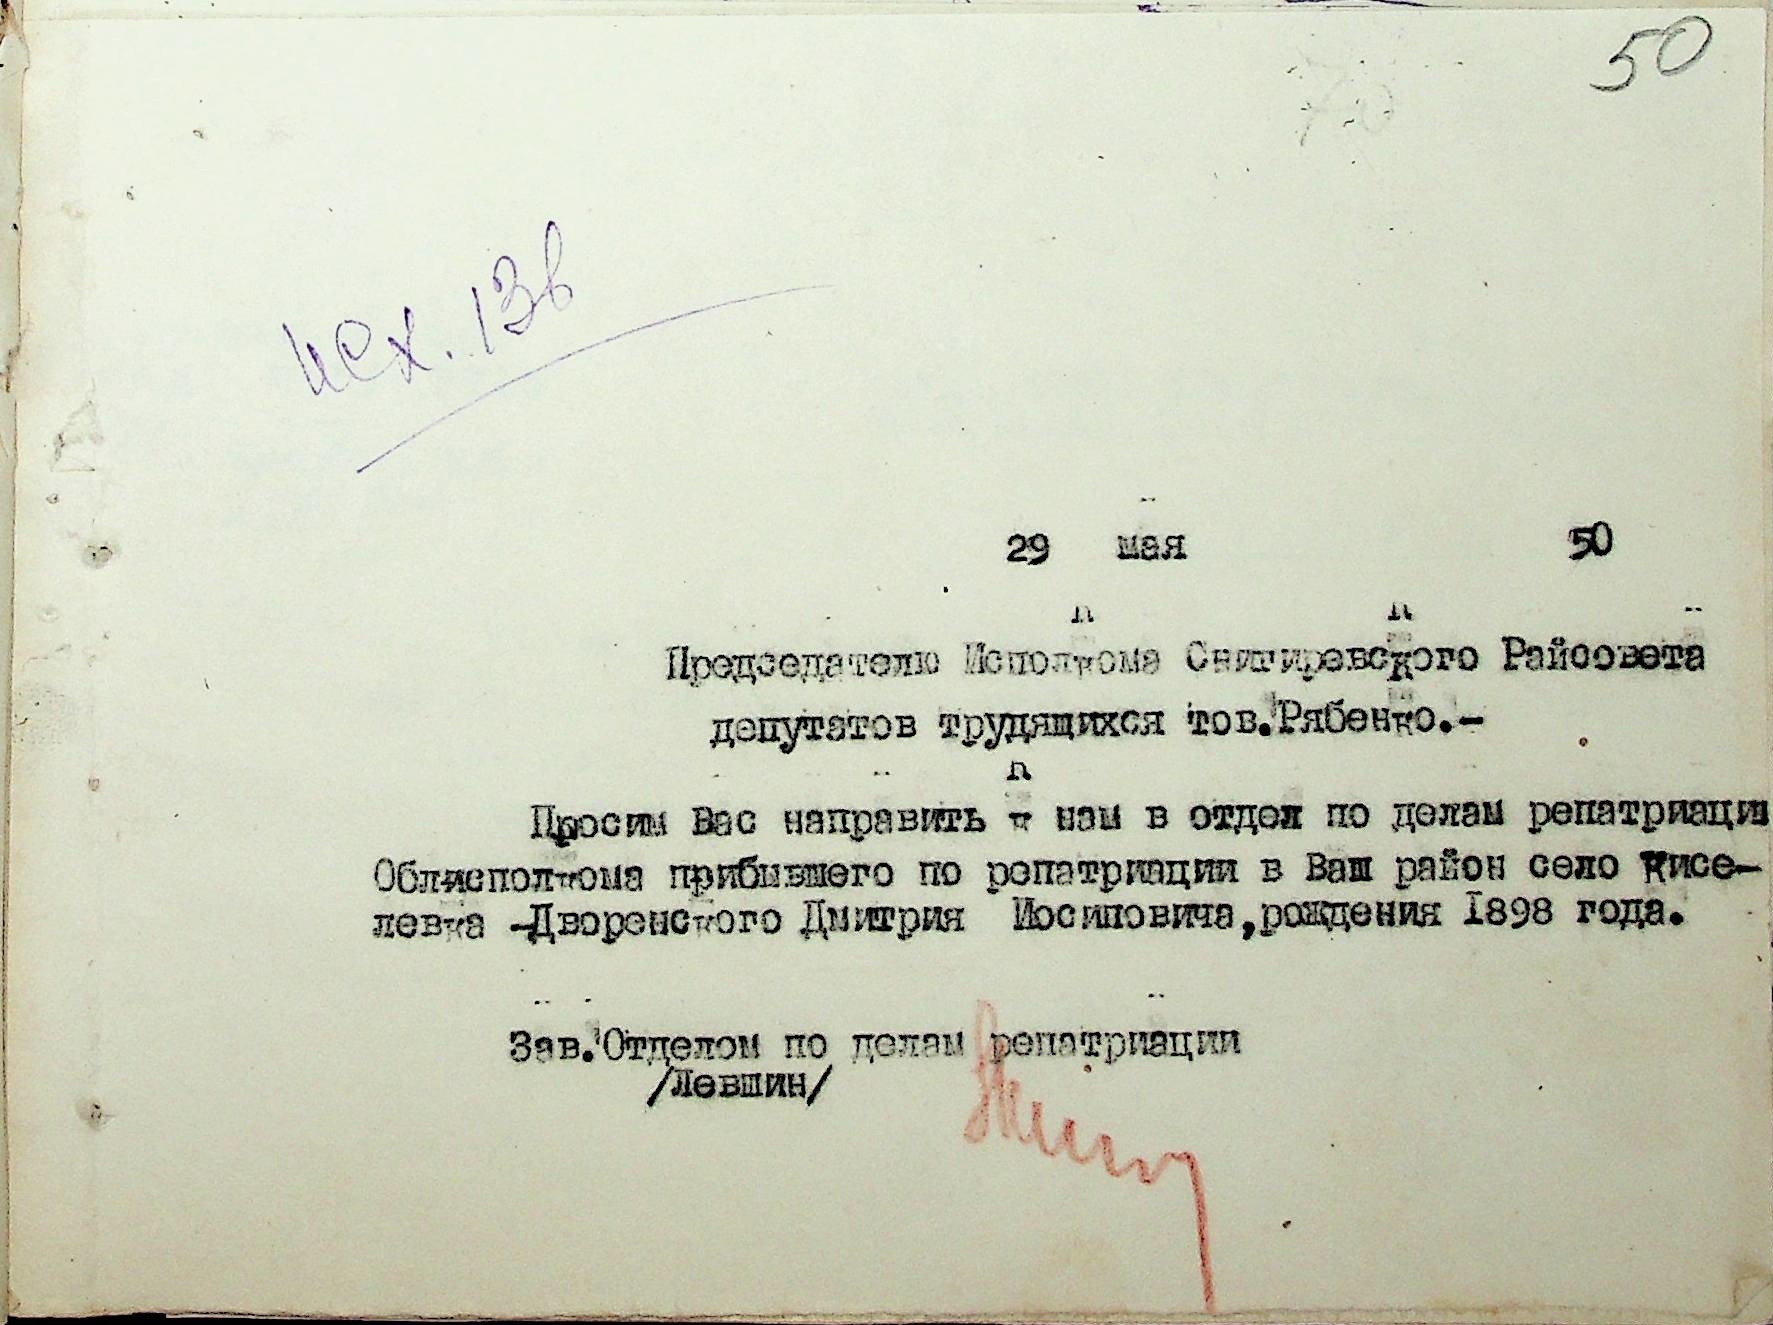 50
исх. 136
29 мая 50
Председателю Исполкома Снигиревского Райсовета
депутатов трудящихся тов.Рябенко.-
Просим Вас направить к нам в отдел по делам репатриации
Облисполкома прибывшего по репатриации в Ваш район село Кисе-
левка -Дворенского Дмитрия Иосиповича,рождения 1898 года.
Зав.Отделом по делам репатриации
/Левшин/